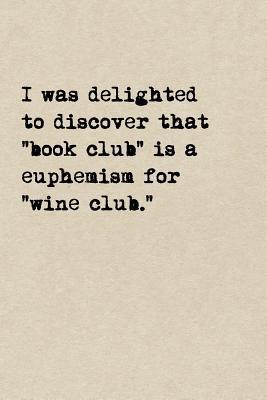 I was delighted
to discover that
"book club" is a
euphemism for
"wine club."